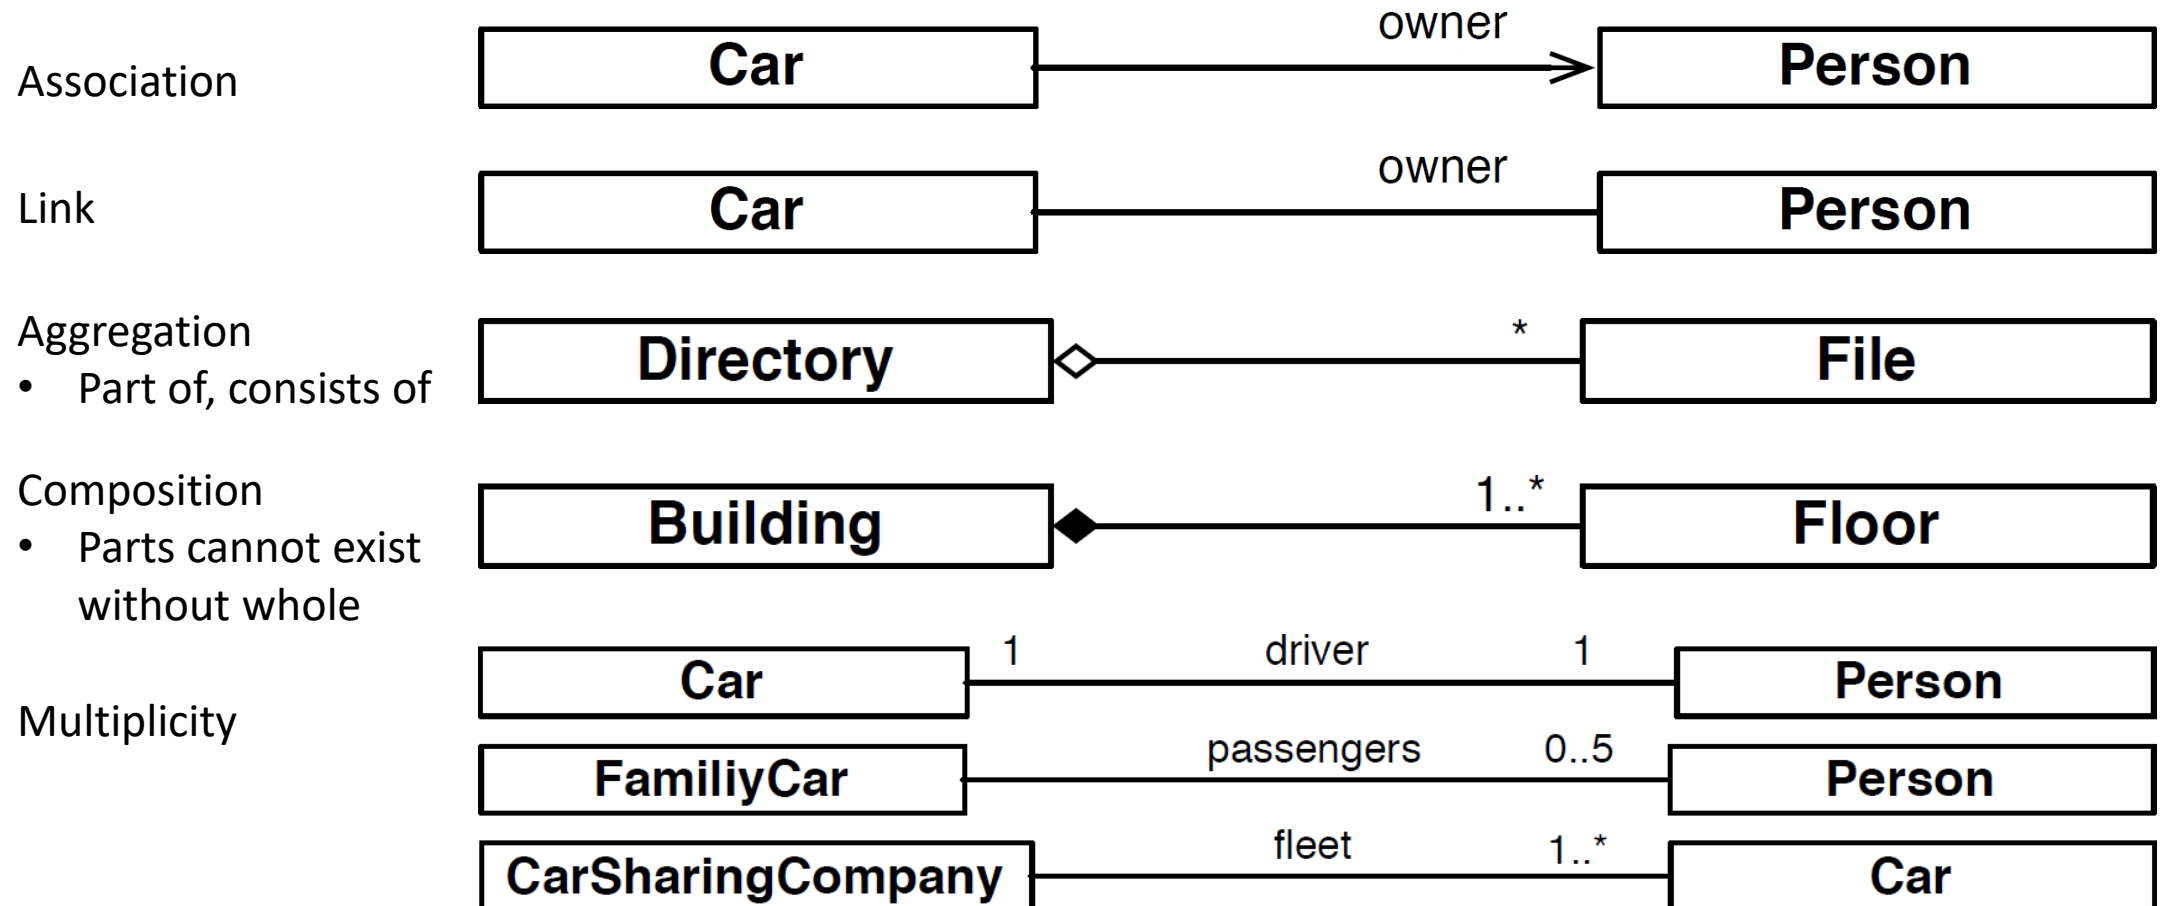 Association
Car
owner
Person
Link
Car
owner
Person
Aggregation
• Part of, consists of
Directory
*
File
Composition
• Parts cannot exist
without whole
Building
1..*
Floor
Multiplicity
Car
1
driver
1
Person
FamiliyCar
passengers
0..5
Person
CarSharingCompany
fleet
1..*
Car